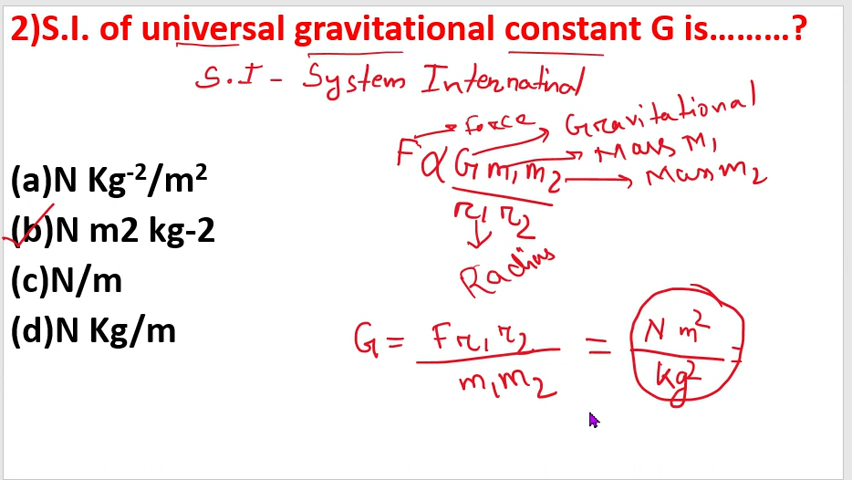 2)S.I. of universal gravitational constant G is………?
S.I - System Internatinal
Force
Gravitational
F ∝ G m₁ m₂
Mass m₁
Mass m₂
r₁ r₂
Radius
(a)N Kg⁻²/m²
(b)N m2 kg-2
(c)N/m
(d)N Kg/m
G = F r₁ r₂ = N m²
m₁ m₂ kg²